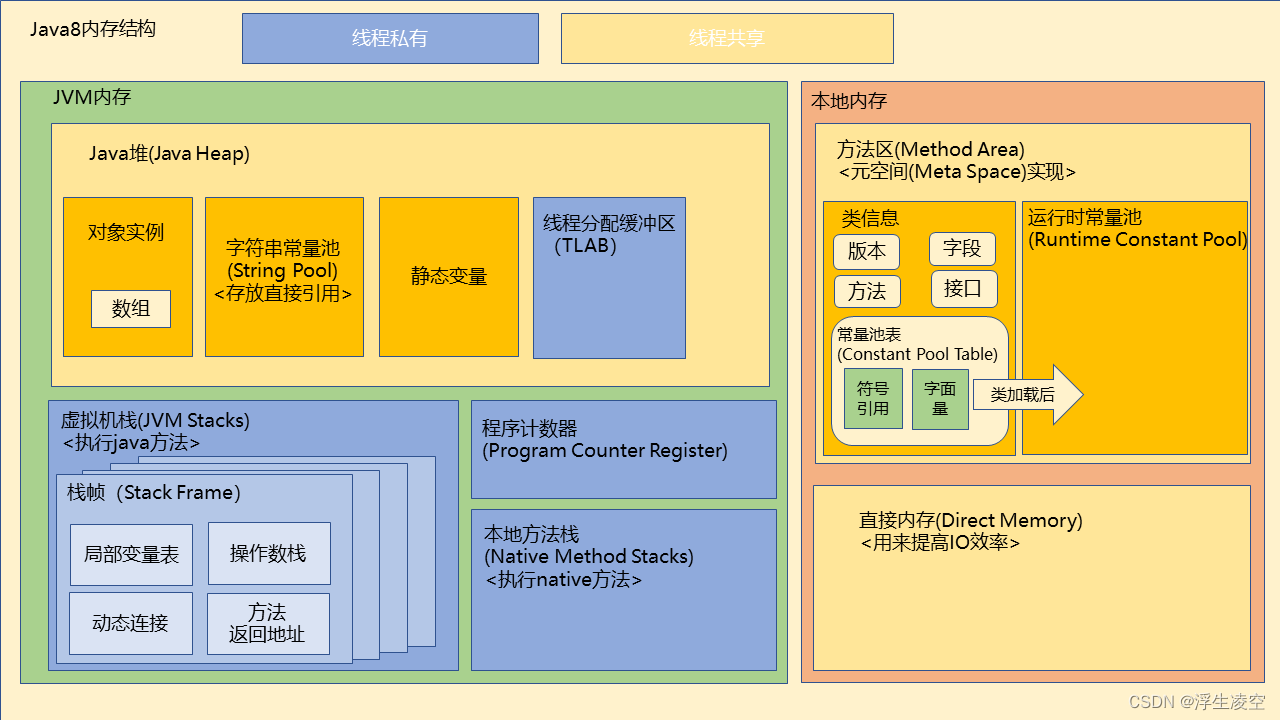 Java8内存结构
线程私有
线程共享
JVM内存
Java堆(Java Heap)
对象实例
数组
字符串常量池
(String Pool)
<存放直接引用>
静态变量
线程分配缓冲区
（TLAB）
虚拟机栈(JVM Stacks)
<执行java方法>
栈帧（Stack Frame）
局部变量表
操作数栈
动态连接
方法
返回地址
程序计数器
(Program Counter Register)
本地方法栈
(Native Method Stacks)
<执行native方法>
本地内存
方法区(Method Area)
<元空间(Meta Space)实现>
类信息
版本
字段
方法
接口
常量池表
(Constant Pool Table)
符号
引用
字面
量
类加载后
运行时常量池
(Runtime Constant Pool)
直接内存(Direct Memory)
<用来提高IO效率>
CSDN @浮生凌空